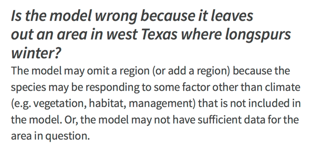 Is the model wrong because it leaves
out an area in west Texas where longspurs
winter?
The model may omit a region (or add a region) because the
species may be responding to some factor other than climate
(e.g. vegetation, habitat, management) that is not included in
the model. Or, the model may not have sufficient data for the
area in question.